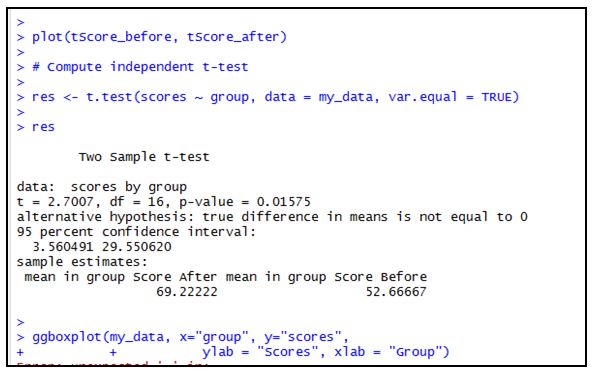 >
> plot(tScore_before, tScore_after)
>
> # Compute independent t-test
>
> res <- t.test(scores ~ group, data = my_data, var.equal = TRUE)
>
> res
Two Sample t-test
data:  scores by group
t = 2.7007, df = 16, p-value = 0.01575
alternative hypothesis: true difference in means is not equal to 0
95 percent confidence interval:
3.560491 29.550620
sample estimates:
mean in group Score After mean in group Score Before
69.22222 52.66667
>
> ggboxplot(my_data, x="group", y="scores",
+ + ylab = "Scores", xlab = "Group")